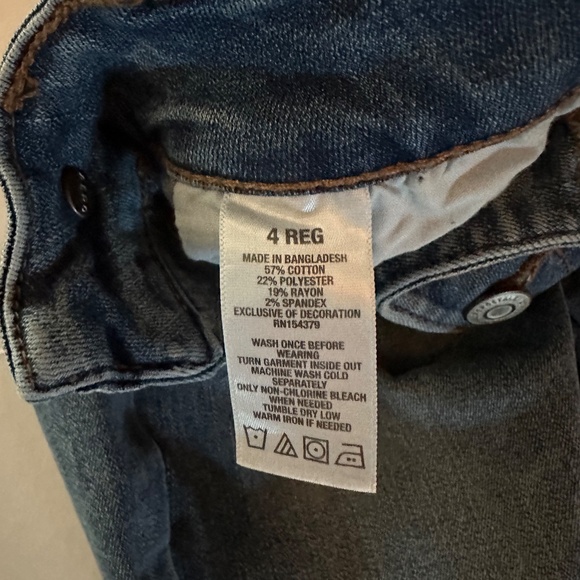 4 REG
MADE IN BANGLADESH
57% COTTON
22% POLYESTER
19% RAYON
2% SPANDEX
EXCLUSIVE OF DECORATION
RN154379
WASH ONCE BEFORE
WEARING
TURN GARMENT INSIDE OUT
MACHINE WASH COLD
SEPARATELY
ONLY NON-CHLORINE BLEACH
WHEN NEEDED
TUMBLE DRY LOW
WARM IRON IF NEEDED